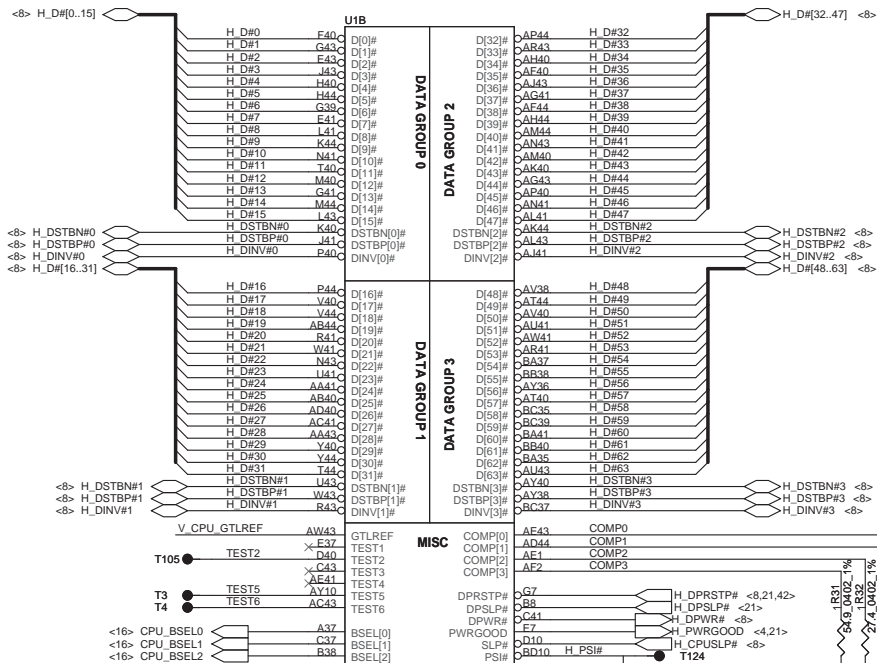 U1B
<8> H_D#[0..15] H_D#[32..47] <8>
H_D#0 F40 D[0]# D[32]# AP44 H_D#32
H_D#1 G43 D[1]# D[33]# AR43 H_D#33
H_D#2 E43 D[2]# D[34]# AH40 H_D#34
H_D#3 J43 D[3]# D[35]# AF40 H_D#35
H_D#4 H40 D[4]# D[36]# AJ43 H_D#36
H_D#5 H44 D[5]# D[37]# AG41 H_D#37
H_D#6 G39 D[6]# D[38]# AF44 H_D#38
H_D#7 E41 D[7]# D[39]# AH44 H_D#39
H_D#8 L41 D[8]# D[40]# AM44 H_D#40
H_D#9 K44 D[9]# D[41]# AN43 H_D#41
H_D#10 N41 D[10]# D[42]# AM40 H_D#42
H_D#11 T40 D[11]# D[43]# AK40 H_D#43
H_D#12 M40 D[12]# D[44]# AG43 H_D#44
H_D#13 G41 D[13]# D[45]# AP40 H_D#45
H_D#14 M44 D[14]# D[46]# AN41 H_D#46
H_D#15 L43 D[15]# D[47]# AL41 H_D#47
DATA GROUP 0
DATA GROUP 2
<8> H_DSTBN#0 H_DSTBN#0 K40 DSTBN[0]# DSTBN[2]# AK44 H_DSTBN#2 H_DSTBN#2 <8>
<8> H_DSTBP#0 H_DSTBP#0 J41 DSTBP[0]# DSTBP[2]# AL43 H_DSTBP#2 H_DSTBP#2 <8>
<8> H_DINV#0 H_DINV#0 P40 DINV[0]# DINV[2]# AJ41 H_DINV#2 H_DINV#2 <8>
<8> H_D#[16..31] H_D#[48..63] <8>
H_D#16 P44 D[16]# D[48]# AV38 H_D#48
H_D#17 V40 D[17]# D[49]# AT44 H_D#49
H_D#18 V44 D[18]# D[50]# AV40 H_D#50
H_D#19 AB44 D[19]# D[51]# AU41 H_D#51
H_D#20 R41 D[20]# D[52]# AW41 H_D#52
H_D#21 W41 D[21]# D[53]# AR41 H_D#53
H_D#22 N43 D[22]# D[54]# BA37 H_D#54
H_D#23 U41 D[23]# D[55]# BB38 H_D#55
H_D#24 AA41 D[24]# D[56]# AY36 H_D#56
H_D#25 AB40 D[25]# D[57]# AT40 H_D#57
H_D#26 AD40 D[26]# D[58]# BC35 H_D#58
H_D#27 AC41 D[27]# D[59]# BC39 H_D#59
H_D#28 AA43 D[28]# D[60]# BA41 H_D#60
H_D#29 Y40 D[29]# D[61]# BB40 H_D#61
H_D#30 Y44 D[30]# D[62]# BA35 H_D#62
H_D#31 T44 D[31]# D[63]# AU43 H_D#63
DATA GROUP 1
DATA GROUP 3
<8> H_DSTBN#1 H_DSTBN#1 U43 DSTBN[1]# DSTBN[3]# AY40 H_DSTBN#3 H_DSTBN#3 <8>
<8> H_DSTBP#1 H_DSTBP#1 W43 DSTBP[1]# DSTBP[3]# AY38 H_DSTBP#3 H_DSTBP#3 <8>
<8> H_DINV#1 H_DINV#1 R43 DINV[1]# DINV[3]# BC37 H_DINV#3 H_DINV#3 <8>
MISC
V_CPU_GTLREF AW43 GTLREF COMP[0] AE43 COMP0
E37 TEST1 COMP[1] AD44 COMP1
T105 TEST2 D40 TEST2 COMP[2] AE1 COMP2
C43 TEST3 COMP[3] AF2 COMP3
AE41 TEST4
T3 TEST5 AY10 TEST5 DPRSTP# G7 H_DPRSTP# <8,21,42>
T4 TEST6 AC43 TEST6 DPSLP# B8 H_DPSLP# <21>
DPWR# C41 H_DPWR# <8>
<16> CPU_BSEL0 A37 BSEL[0] PWRGOOD E7 H_PWRGOOD <4,21>
<16> CPU_BSEL1 C37 BSEL[1] SLP# D10 H_CPUSLP# <8>
<16> CPU_BSEL2 B38 BSEL[2] PSI# BD10 H_PSI# T124
1 R31
54.9_0402_1%
1 R32
27.4_0402_1%